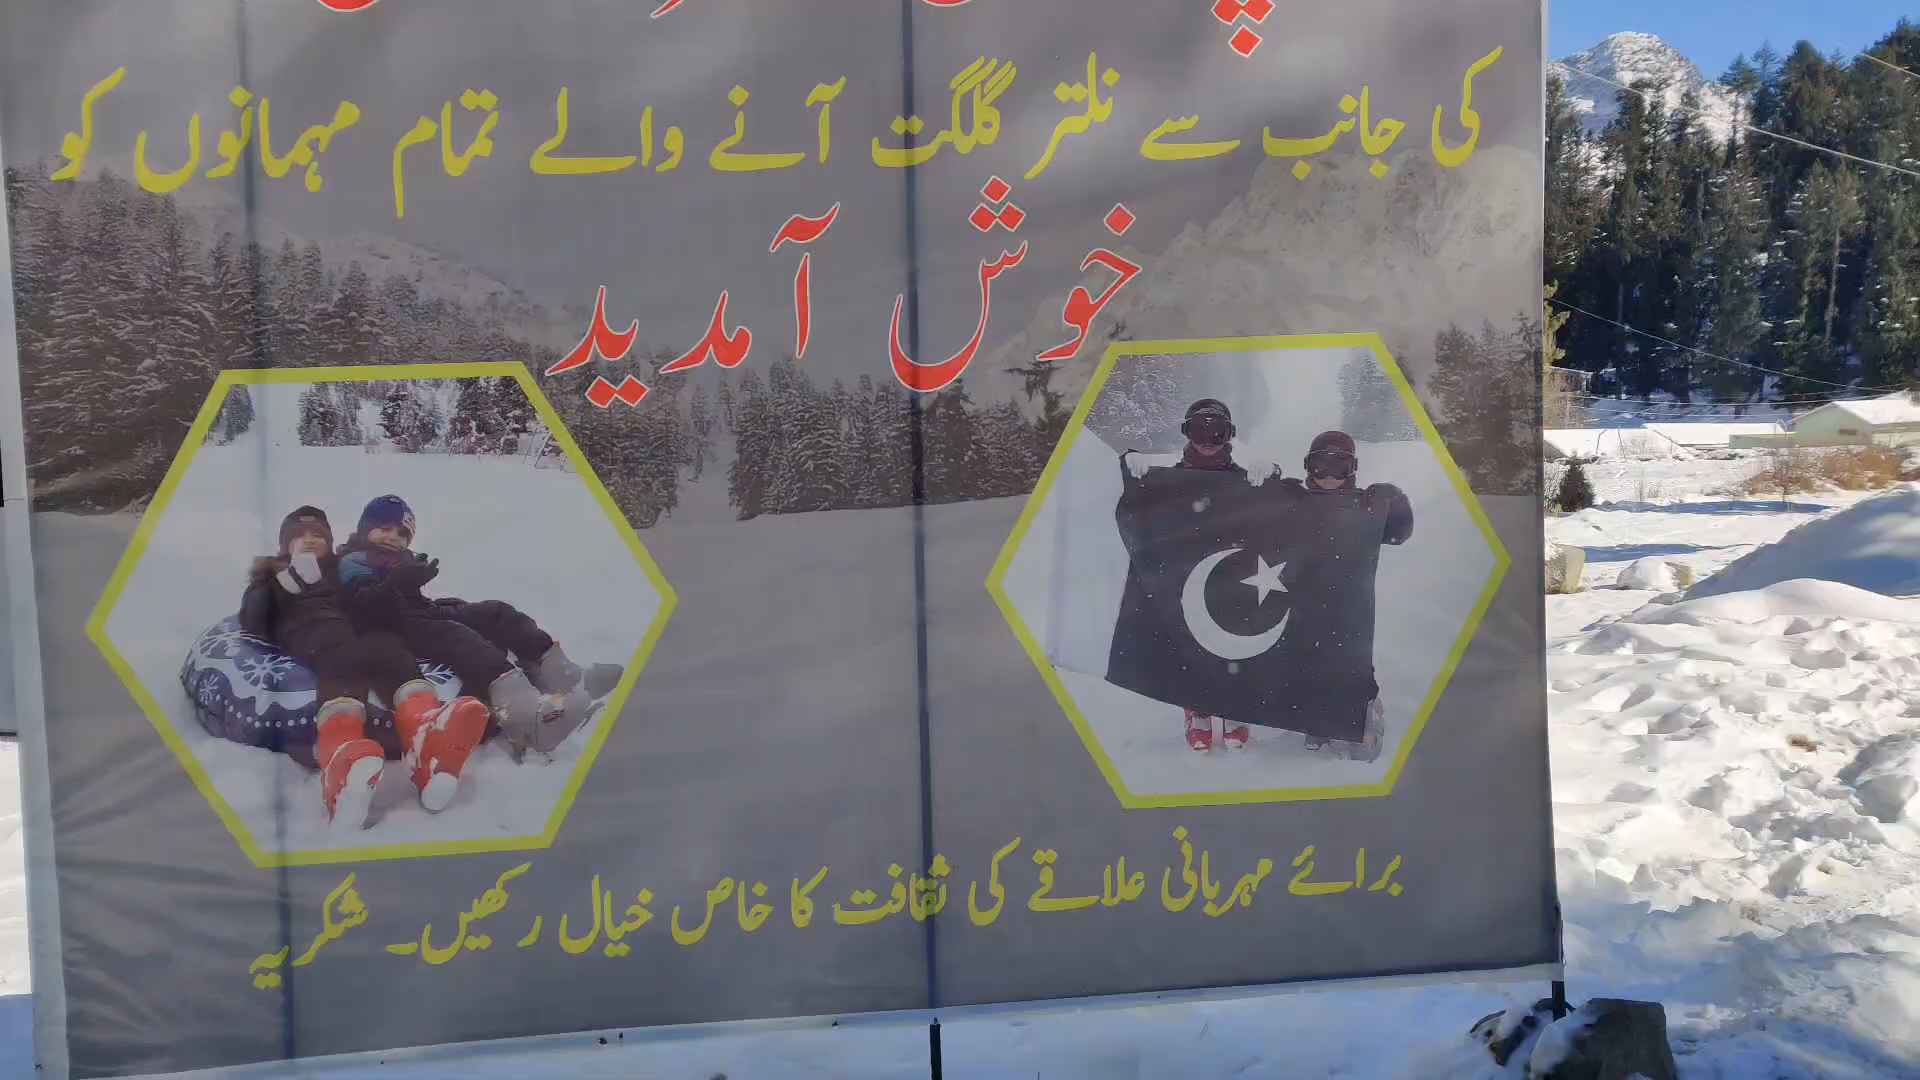 کی جانب سے نلتر گلگت آنے والے تمام مہمانوں کو
خوش آمدید
برائے مہربانی علاقے کی ثقافت کا خاص خیال رکھیں۔ شکریہ